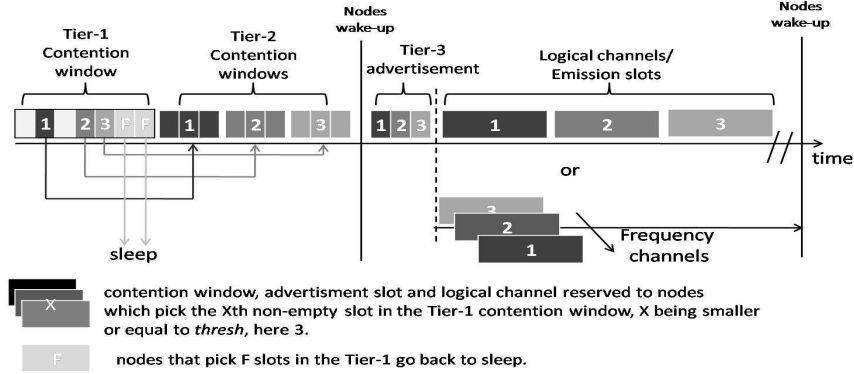 Nodes
wake-up
Nodes
wake-up
Tier-1
Contention
window
Tier-2
Contention
windows
Tier-3
advertisement
Logical channels/
Emission slots
1 2 3 F F
1 2 3
1 2 3
1 2 3
time
or
3
2
1
Frequency
channels
sleep
X
contention window, advertisment slot and logical channel reserved to nodes
which pick the Xth non-empty slot in the Tier-1 contention window, X being smaller
or equal to thresh, here 3.
F
nodes that pick F slots in the Tier-1 go back to sleep.